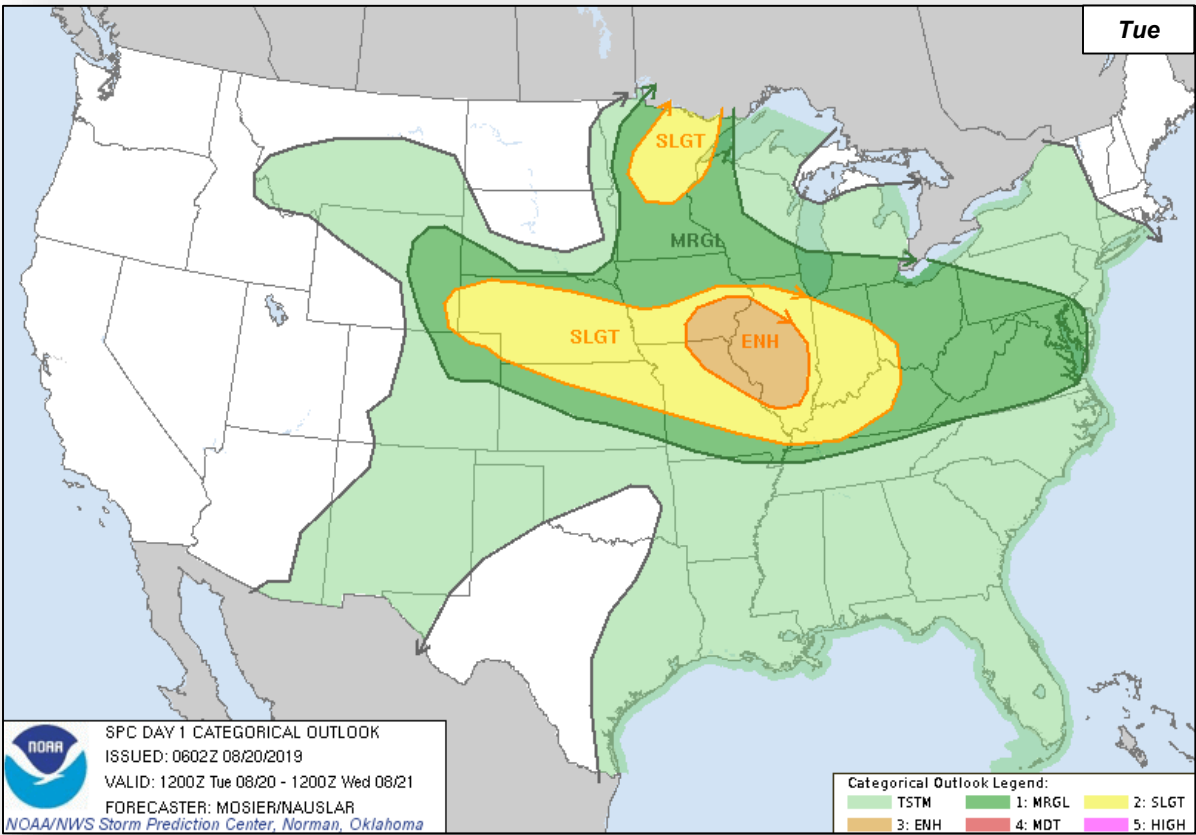 Tue
SLGT
MRGL
SLGT
ENH
NOAA
SPC DAY 1 CATEGORICAL OUTLOOK
ISSUED: 0602Z 08/20/2019
VALID: 1200Z Tue 08/20 - 1200Z Wed 08/21
FORECASTER: MOSIER/NAUSLAR
NOAA/NWS Storm Prediction Center, Norman, Oklahoma
Categorical Outlook Legend:
TSTM 1: MRGL 2: SLGT
3: ENH 4: MDT 5: HIGH